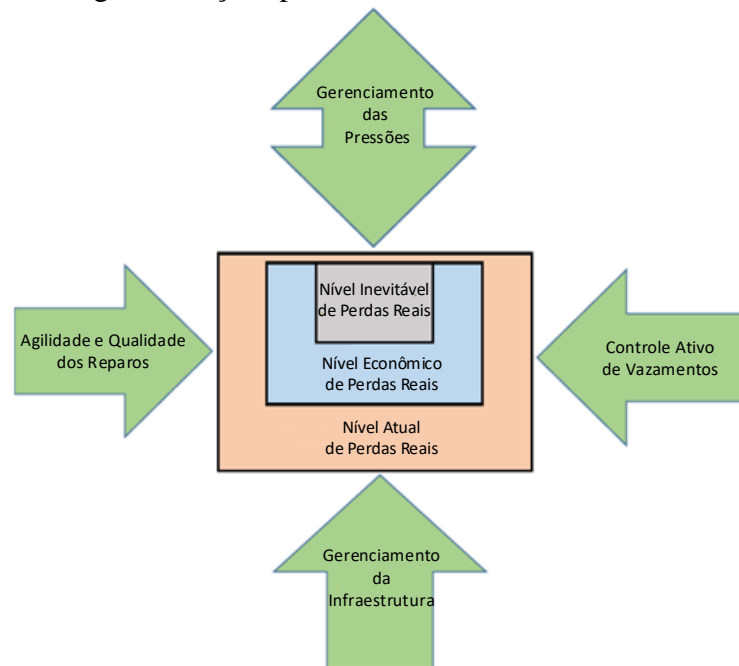 Gerenciamento
das
Pressões
Nível Inevitável
de Perdas Reais
Agilidade e Qualidade
dos Reparos
Nível Econômico
de Perdas Reais
Controle Ativo
de Vazamentos
Nível Atual
de Perdas Reais
Gerenciamento
da
Infraestrutura